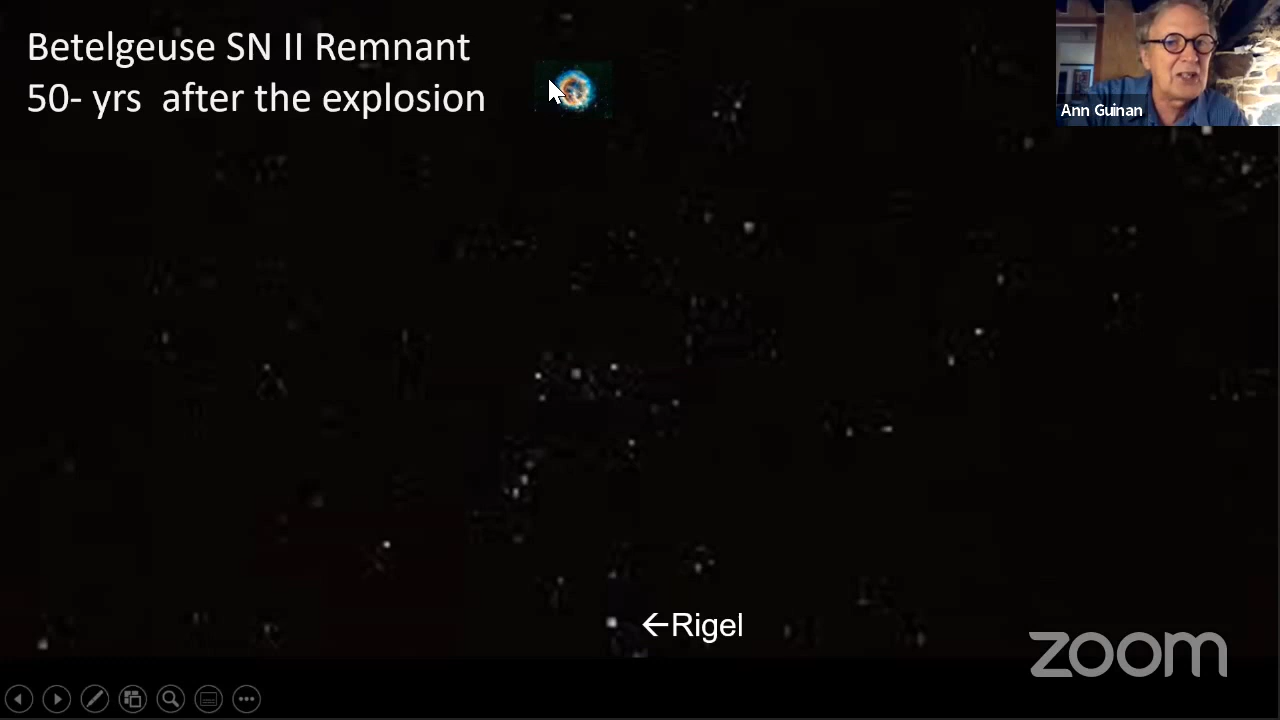 Betelgeuse SN II Remnant
50- yrs  after the explosion
Ann Guinan
←Rigel
zoom